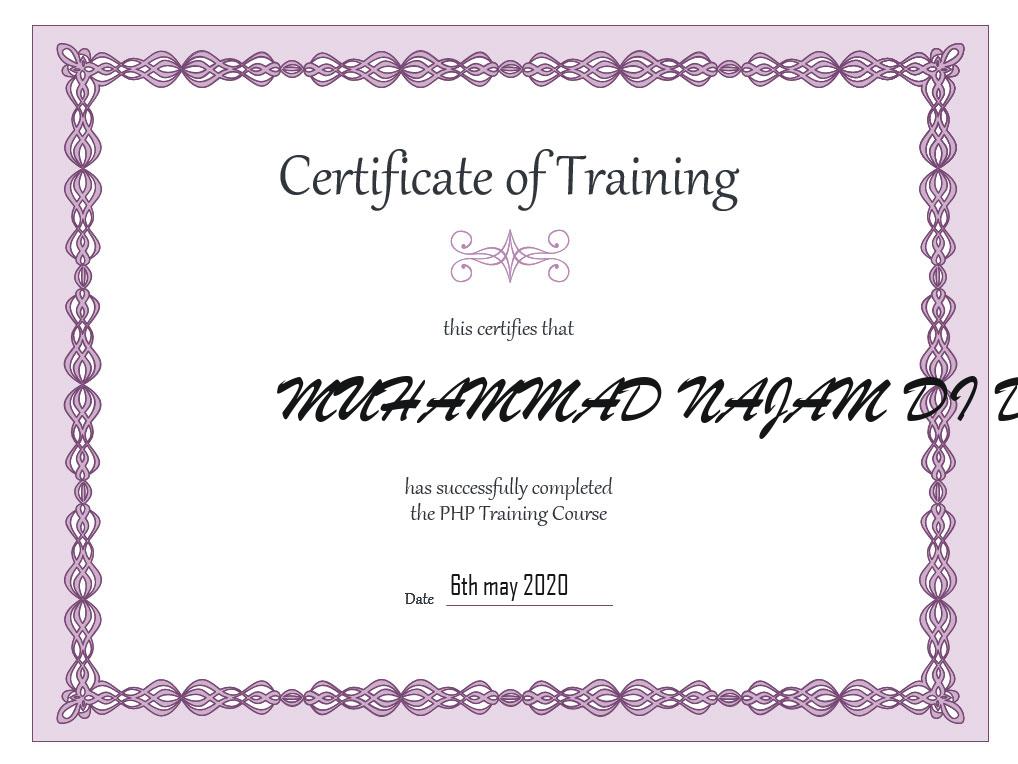 Certificate of Training
this certifies that
MUHAMMAD NAJAM DI
has successfully completed
the PHP Training Course
6th may 2020
Date